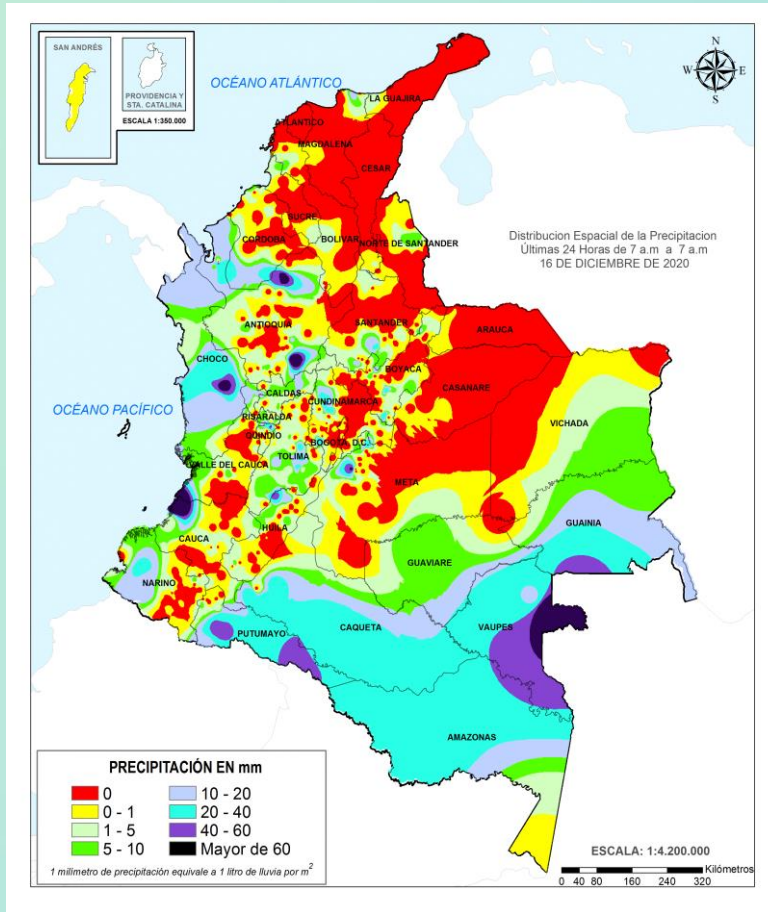 SAN ANDRÉS
PROVIDENCIA Y
STA. CATALINA
ESCALA 1:350.000
OCÉANO ATLÁNTICO
N
W E
S
LA GUAJIRA
ATLANTICO
MAGDALENA
CESAR
SUCRE
CORDOBA
BOLIVAR
NORTE DE SANTANDER
Distribucion Espacial de la Precipitacion
Últimas 24 Horas de 7 a.m a 7 a.m
16 DE DICIEMBRE DE 2020
ANTIOQUIA
SANTANDER
ARAUCA
CHOCO
BOYACA
CASANARE
CALDAS
CUNDINAMARCA
OCÉANO PACÍFICO
RISARALDA
VICHADA
QUINDIO
BOGOTA D.C.
TOLIMA
VALLE DEL CAUCA
META
GUAINIA
HUILA
CAUCA
GUAVIARE
NARIÑO
PUTUMAYO
CAQUETA
VAUPES
AMAZONAS
PRECIPITACIÓN EN mm
0
0 - 1
1 - 5
5 - 10
10 - 20
20 - 40
40 - 60
Mayor de 60
1 milímetro de precipitación equivale a 1 litro de lluvia por m2
ESCALA: 1:4.200.000
Kilómetros
0 40 80 160 240 320